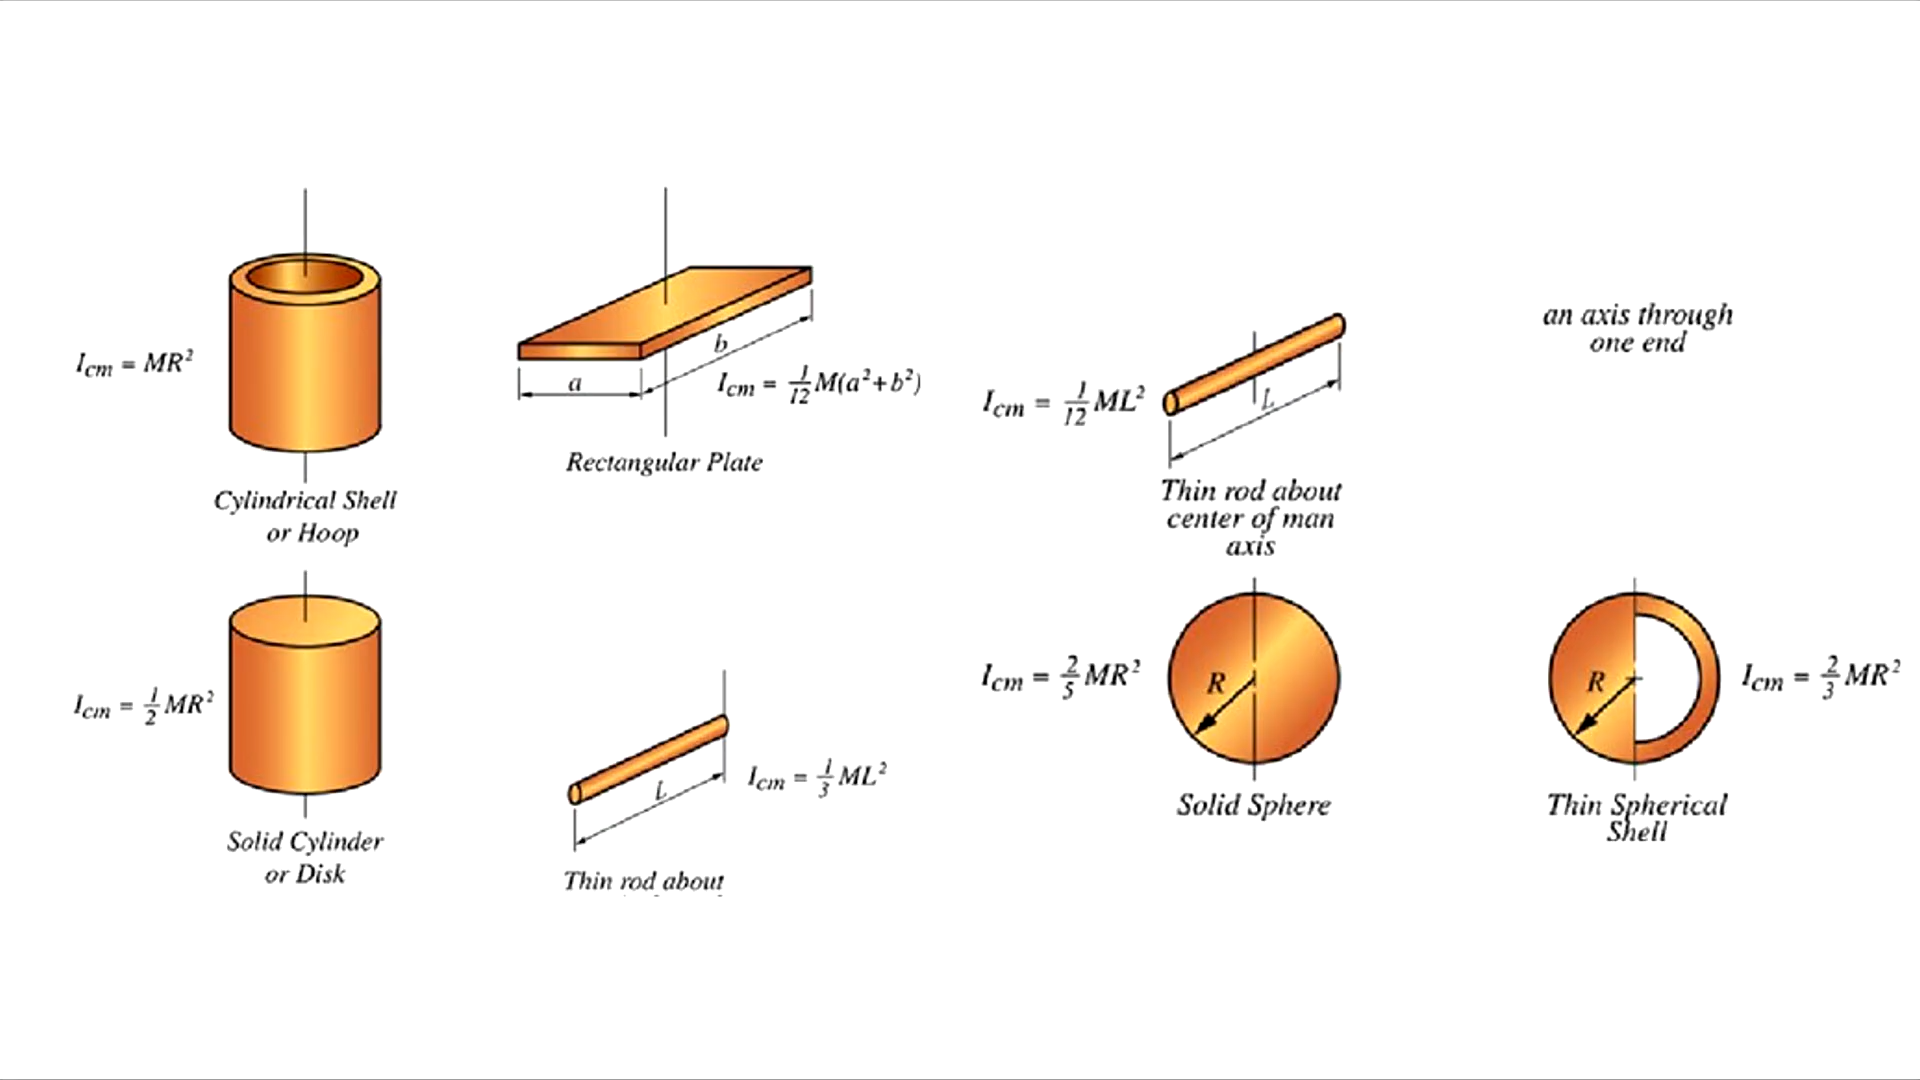 I_cm = MR²
Cylindrical Shell
or Hoop
a
b
I_cm = 1/12 M(a²+b²)
Rectangular Plate
I_cm = 1/12 ML²
L
Thin rod about
center of man
axis
an axis through
one end
I_cm = 1/2 MR²
Solid Cylinder
or Disk
L
I_cm = 1/3 ML²
Thin rod about
I_cm = 2/5 MR²
R
Solid Sphere
R
I_cm = 2/3 MR²
Thin Spherical
Shell